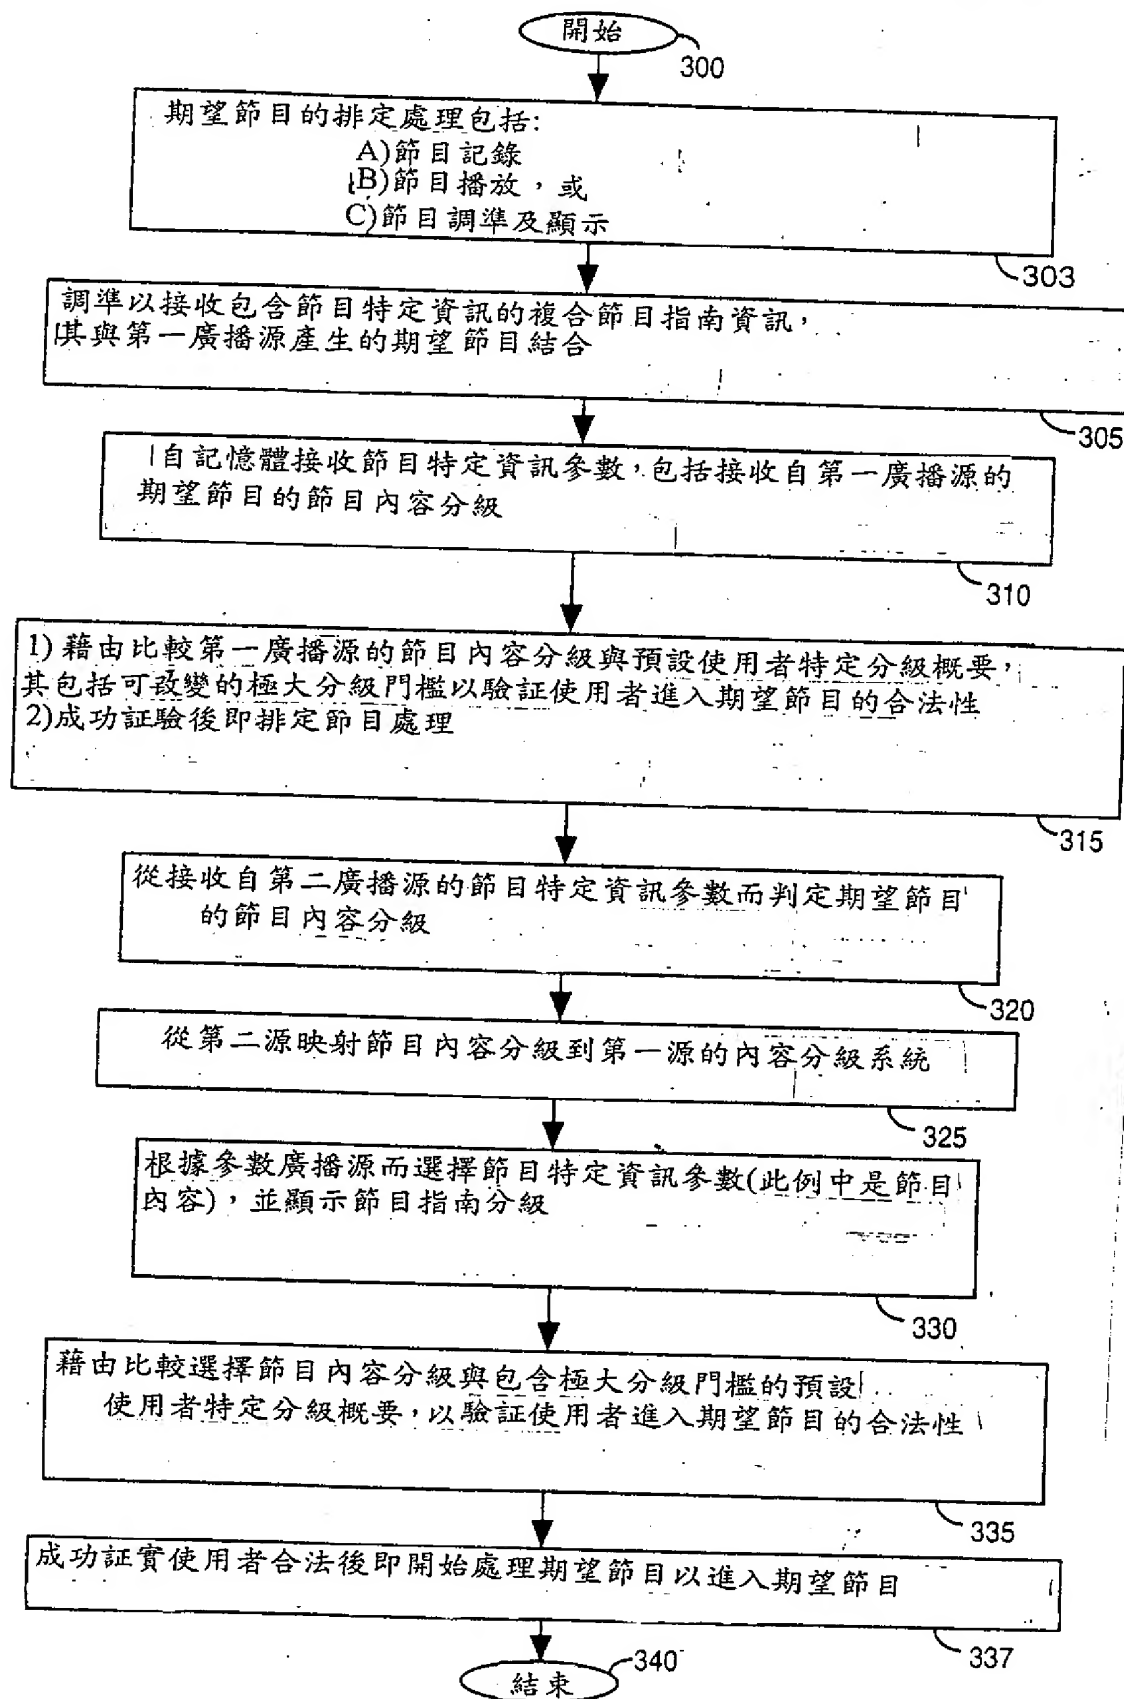 開始
300
期望節目的排定處理包括:
A)節目記錄
B)節目播放，或
C)節目調準及顯示
303
調準以接收包含節目特定資訊的複合節目指南資訊，
其與第一廣播源產生的期望節目結合
305
自記憶體接收節目特定資訊參數，包括接收自第一廣播源的
期望節目的節目內容分級
310
1)藉由比較第一廣播源的節目內容分級與預設使用者特定分級概要，
其包括可改變的極大分級門檻以驗証使用者進入期望節目的合法性
2)成功証驗後即排定節目處理
315
從接收自第二廣播源的節目特定資訊參數而判定期望節目
的節目內容分級
320
從第二源映射節目內容分級到第一源的內容分級系統
325
根據參數廣播源而選擇節目特定資訊參數(此例中是節目
內容)，並顯示節目指南分級
330
藉由比較選擇節目內容分級與包含極大分級門檻的預設
使用者特定分級概要，以驗証使用者進入期望節目的合法性
335
成功証實使用者合法後即開始處理期望節目以進入期望節目
337
結束
340